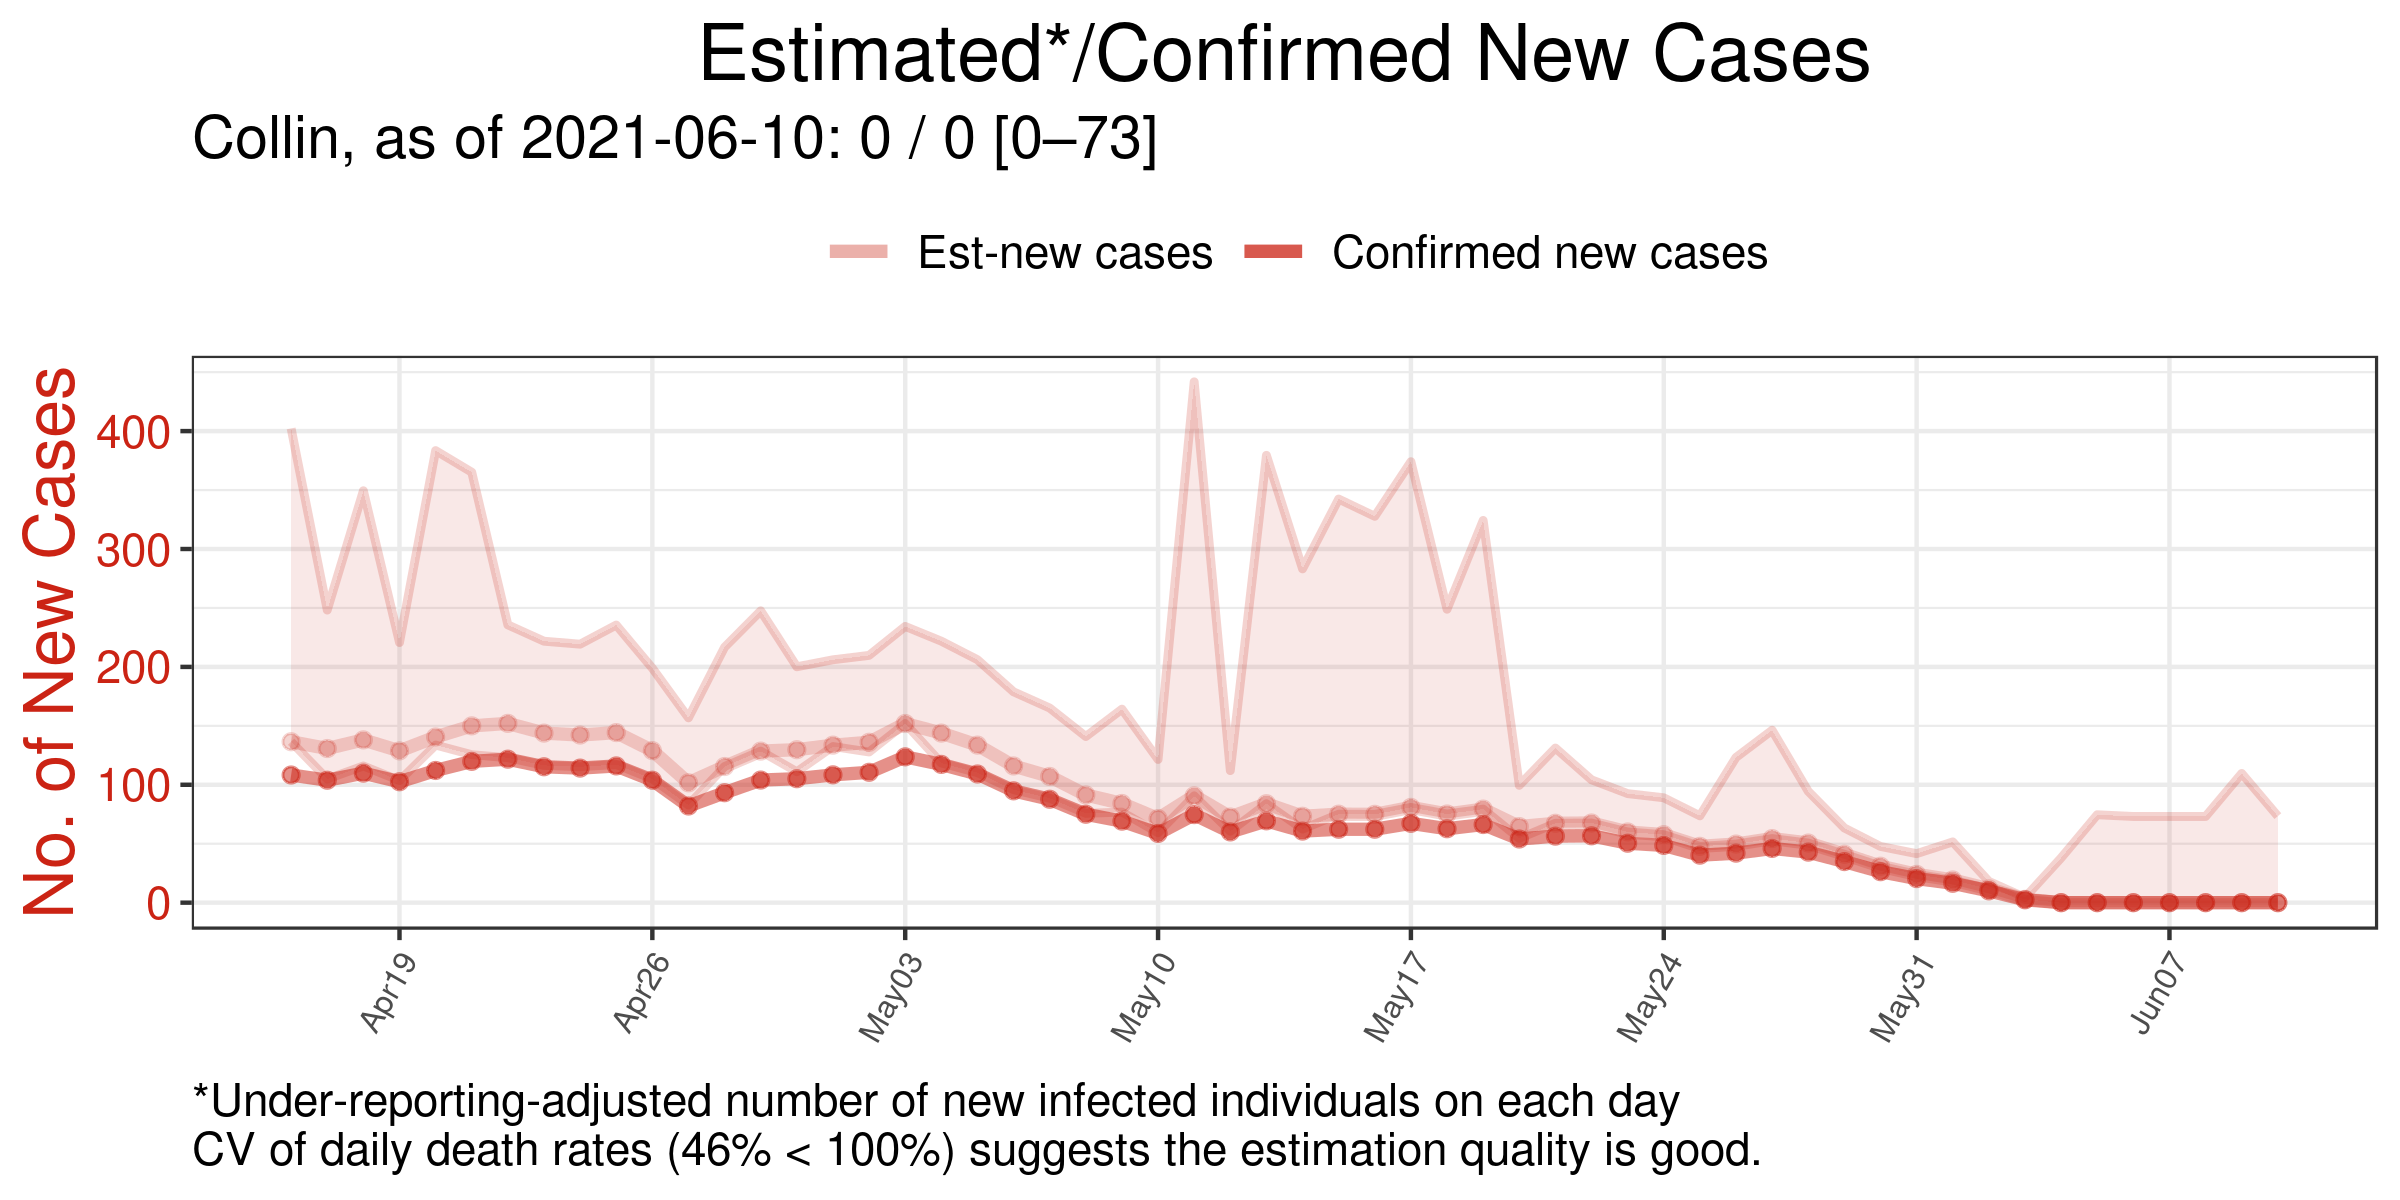 Estimated*/Confirmed New Cases
Collin, as of 2021-06-10: 0 / 0 [0–73]
Est-new cases
Confirmed new cases
No. of New Cases
400
300
200
100
0
Apr19
Apr26
May03
May10
May17
May24
May31
Jun07
*Under-reporting-adjusted number of new infected individuals on each day
CV of daily death rates (46% < 100%) suggests the estimation quality is good.